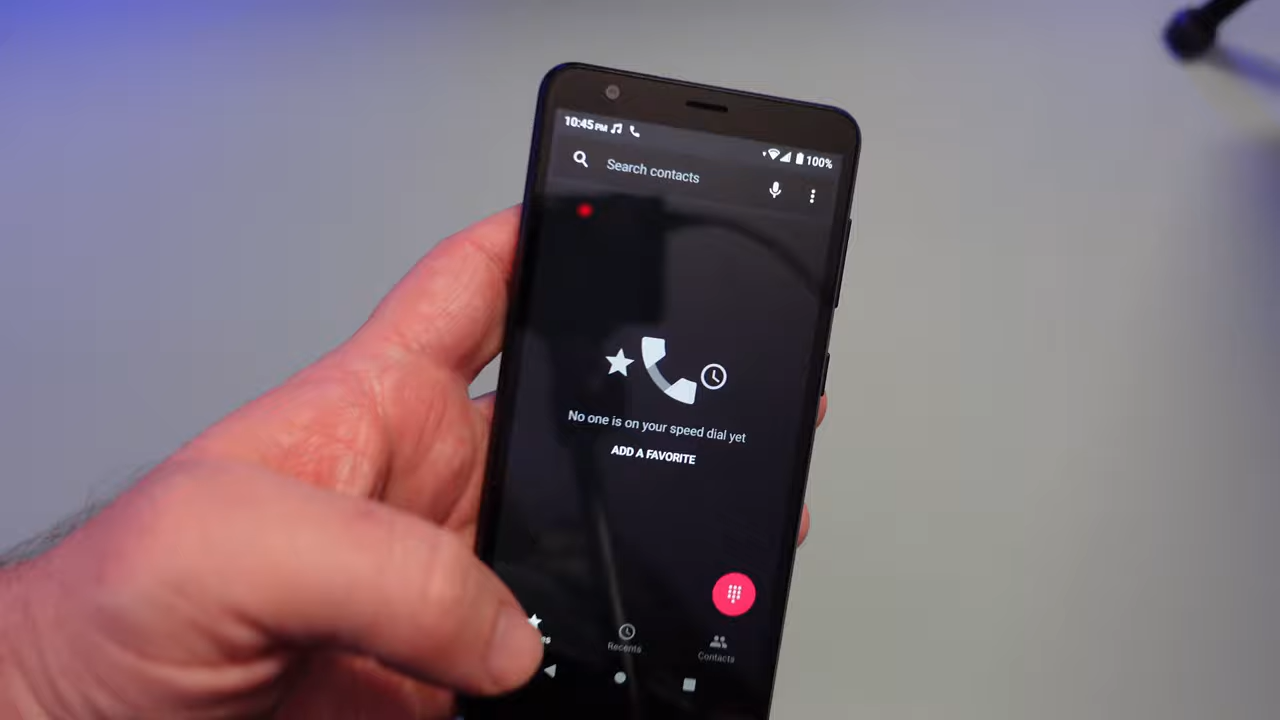 10:45 PM
100%
Search contacts
No one is on your speed dial yet
ADD A FAVORITE
Recents
Contacts